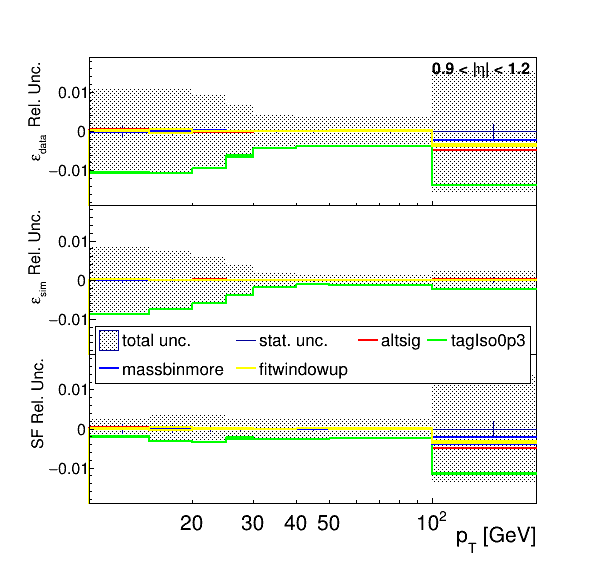 0.9 < |η| < 1.2
ε_data Rel. Unc.
0.01
0
−0.01
ε_sim Rel. Unc.
0.01
0
−0.01
total unc. stat. unc. altsig tagIso0p3
massbinmore fitwindowup
SF Rel. Unc.
0.01
0
−0.01
20 30 40 50 10²
p_T [GeV]